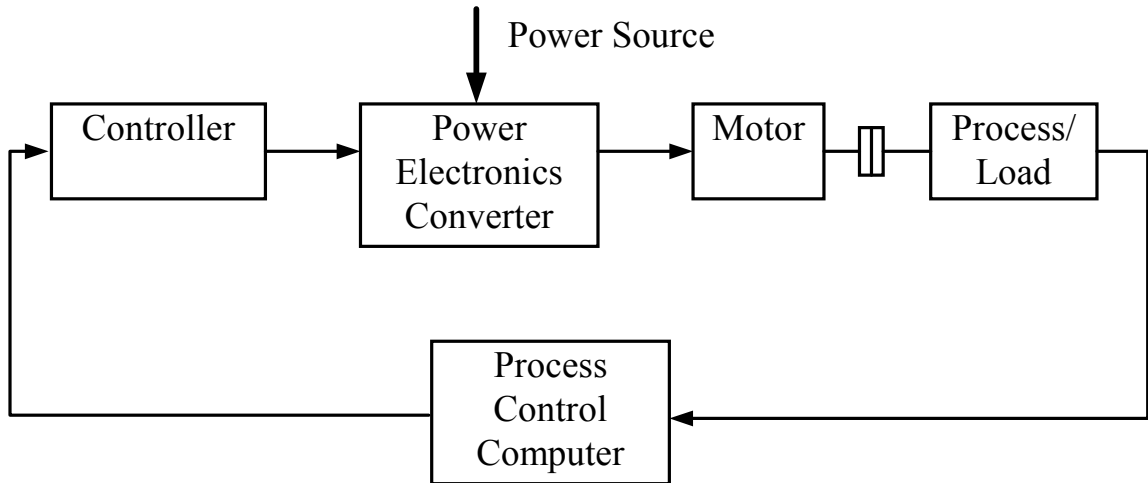 Power Source
Controller
Power
Electronics
Converter
Motor
Process/
Load
Process
Control
Computer